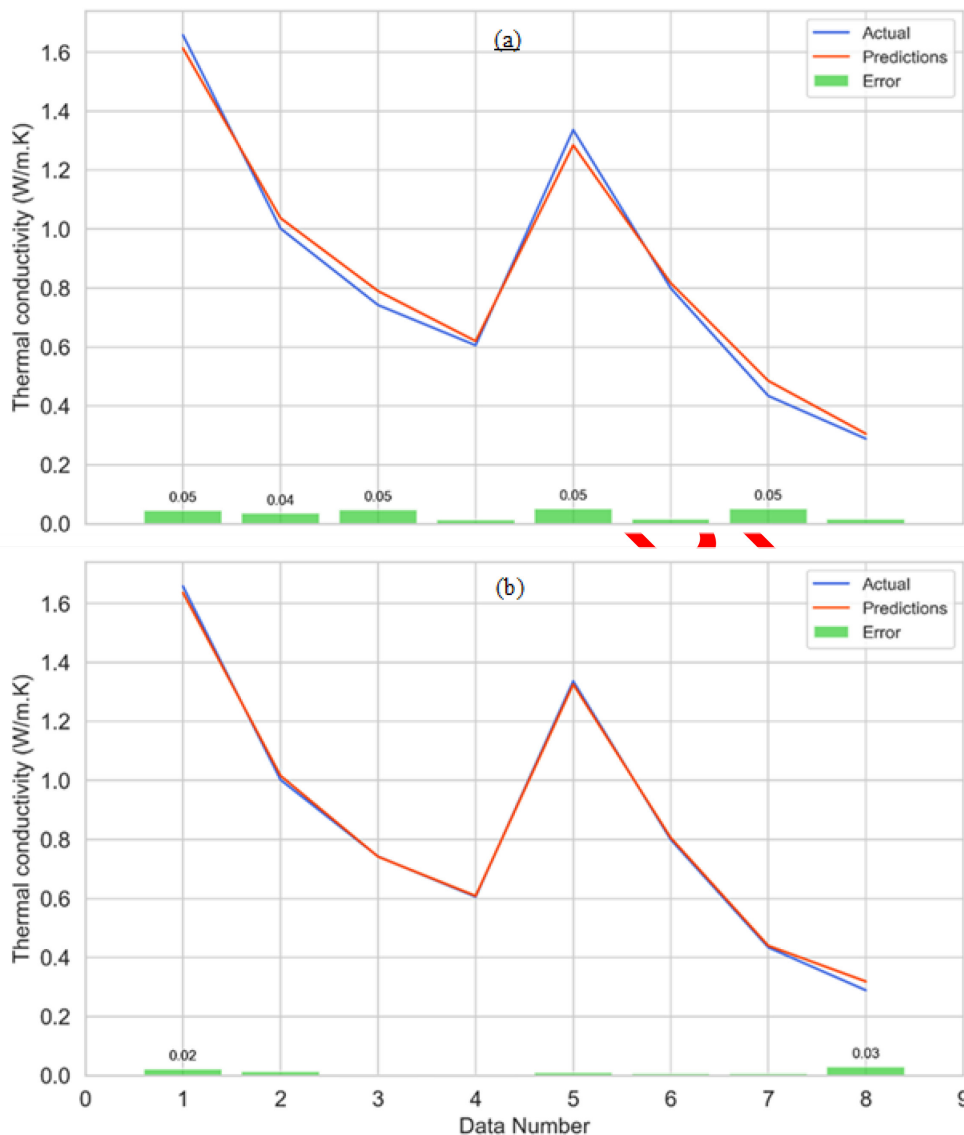 (a)
Actual
Predictions
Error
Thermal conductivity (W/m.K)
1.6
1.4
1.2
1.0
0.8
0.6
0.4
0.2
0.0
0.05 0.04 0.05 0.05 0.05
(b)
Actual
Predictions
Error
Thermal conductivity (W/m.K)
1.6
1.4
1.2
1.0
0.8
0.6
0.4
0.2
0.0
0.02 0.03
0 1 2 3 4 5 6 7 8 9
Data Number